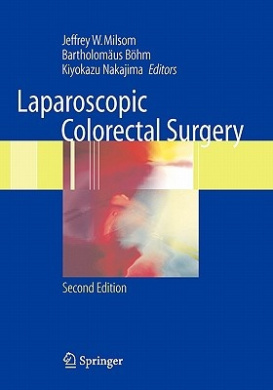 Jeffrey W. Milsom
Bartholomäus Böhm
Kiyokazu Nakajima Editors
Laparoscopic
Colorectal Surgery
Second Edition
Springer